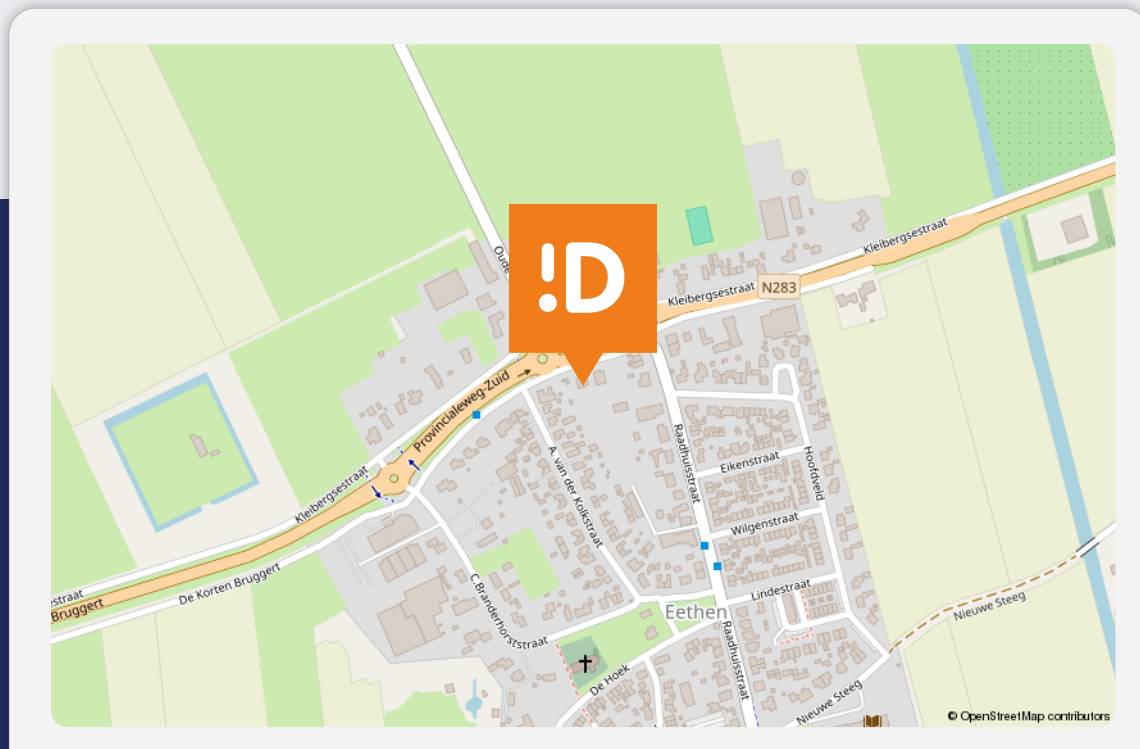 Oude
!D
Kleibergsestraat
Kleibergsestraat
N283
Provincialeweg-Zuid
Kleibergsestraat
A. van der Kolkstraat
Raadhuisstraat
Eikenstraat
Hoofdveld
Wilgenstraat
De Korten Bruggert
estraat
Bruggert
C.Branderhorststraat
Lindestraat
Eethen
Nieuwe Steeg
Raadhuisstraat
De Hoek
Nieuwe Steeg
© OpenStreetMap contributors